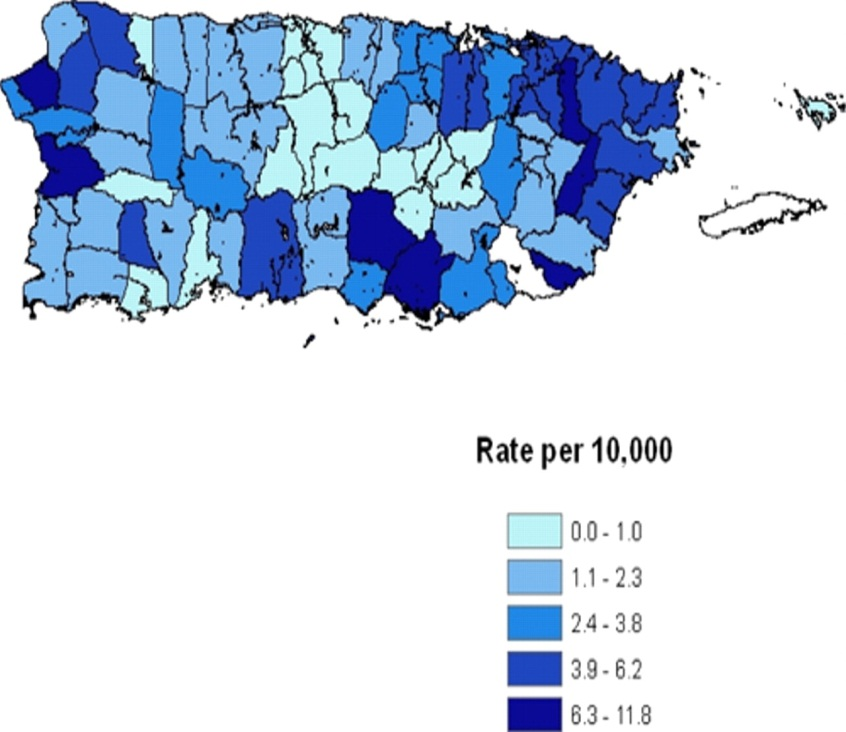 Rate per 10,000
0.0 - 1.0
1.1 - 2.3
2.4 - 3.8
3.9 - 6.2
6.3 - 11.8